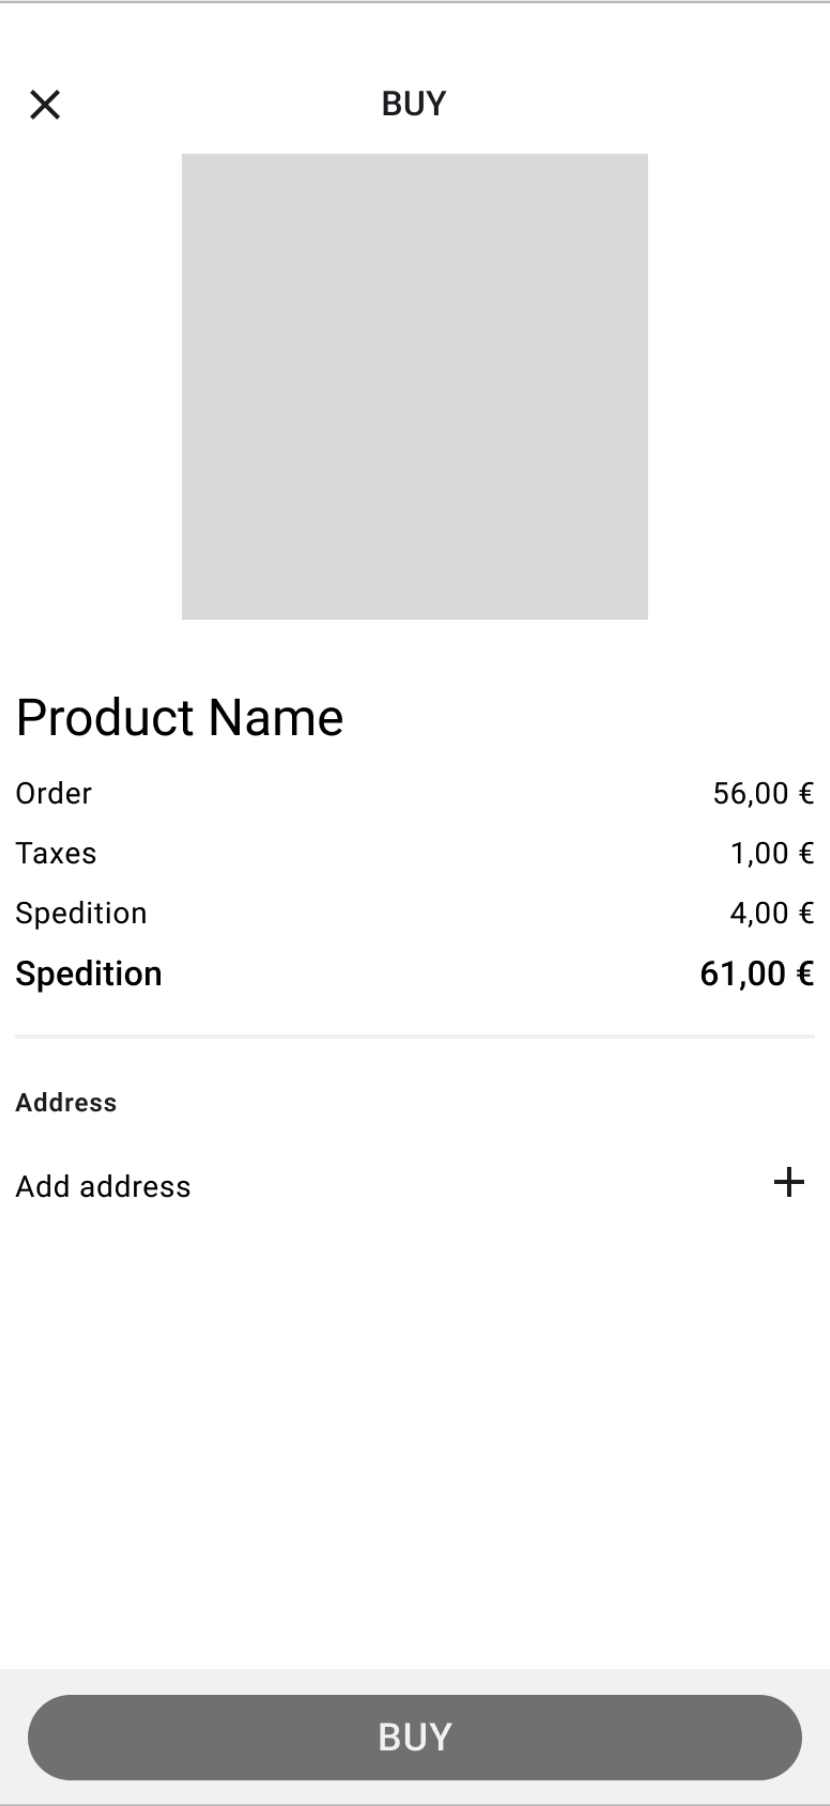 BUY
Product Name
Order 56,00 €
Taxes 1,00 €
Spedition 4,00 €
Spedition 61,00 €
Address
Add address
BUY